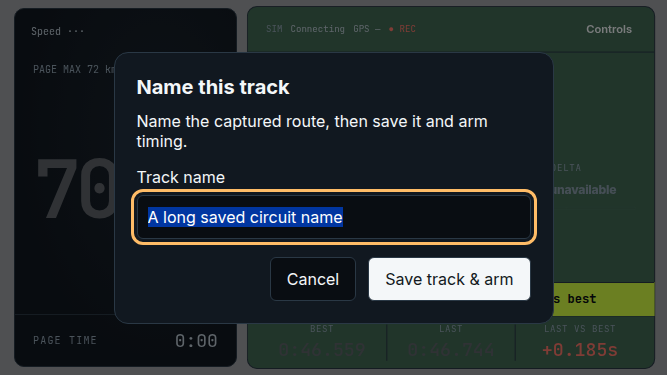 Speed ···
SIM Connecting GPS — • REC
Controls
PAGE MAX 72 km
70
Name this track
Name the captured route, then save it and arm
timing.
Track name
A long saved circuit name
Cancel
Save track & arm
DELTA
unavailable
s best
BEST
LAST
LAST VS BEST
PAGE TIME
0:00
+0.185s